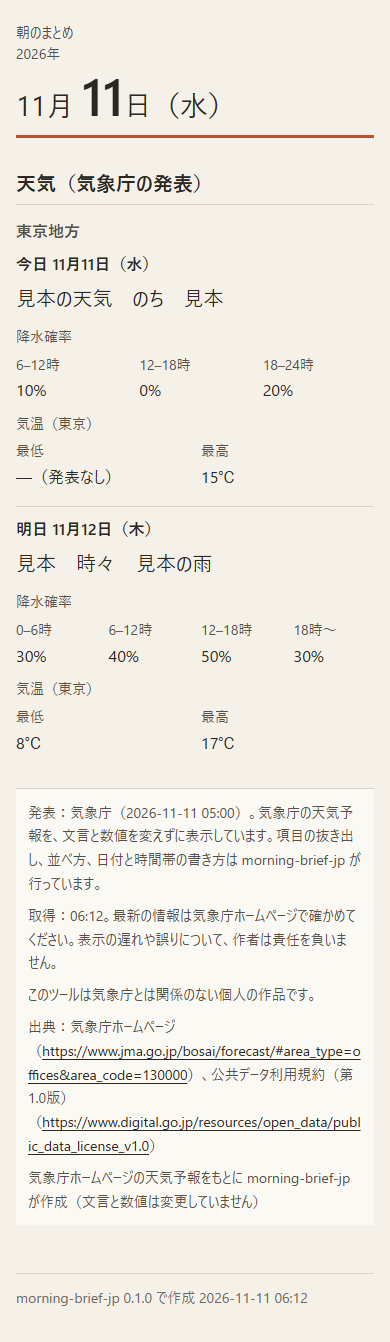 朝のまとめ
2026年
11月 11日（水）
天気（気象庁の発表）
東京地方
今日 11月11日（水）
見本の天気　のち　見本
降水確率
6–12時 12–18時 18–24時
10% 0% 20%
気温（東京）
最低 最高
—（発表なし） 15°C
明日 11月12日（木）
見本　時々　見本の雨
降水確率
0–6時 6–12時 12–18時 18時～
30% 40% 50% 30%
気温（東京）
最低 最高
8°C 17°C
発表：気象庁（2026-11-11 05:00）。気象庁の天気予
報を、文言と数値を変えずに表示しています。項目の抜き出
し、並べ方、日付と時間帯の書き方は morning-brief-jp が
行っています。
取得：06:12。最新の情報は気象庁ホームページで確かめて
ください。表示の遅れや誤りについて、作者は責任を負いま
せん。
このツールは気象庁とは関係のない個人の作品です。
出典：気象庁ホームページ
（https://www.jma.go.jp/bosai/forecast/#area_type=o
ffices&area_code=130000）、公共データ利用規約（第
1.0版）
（https://www.digital.go.jp/resources/open_data/publ
ic_data_license_v1.0）
気象庁ホームページの天気予報をもとに morning-brief-jp
が作成（文言と数値は変更していません）
morning-brief-jp 0.1.0 で作成 2026-11-11 06:12